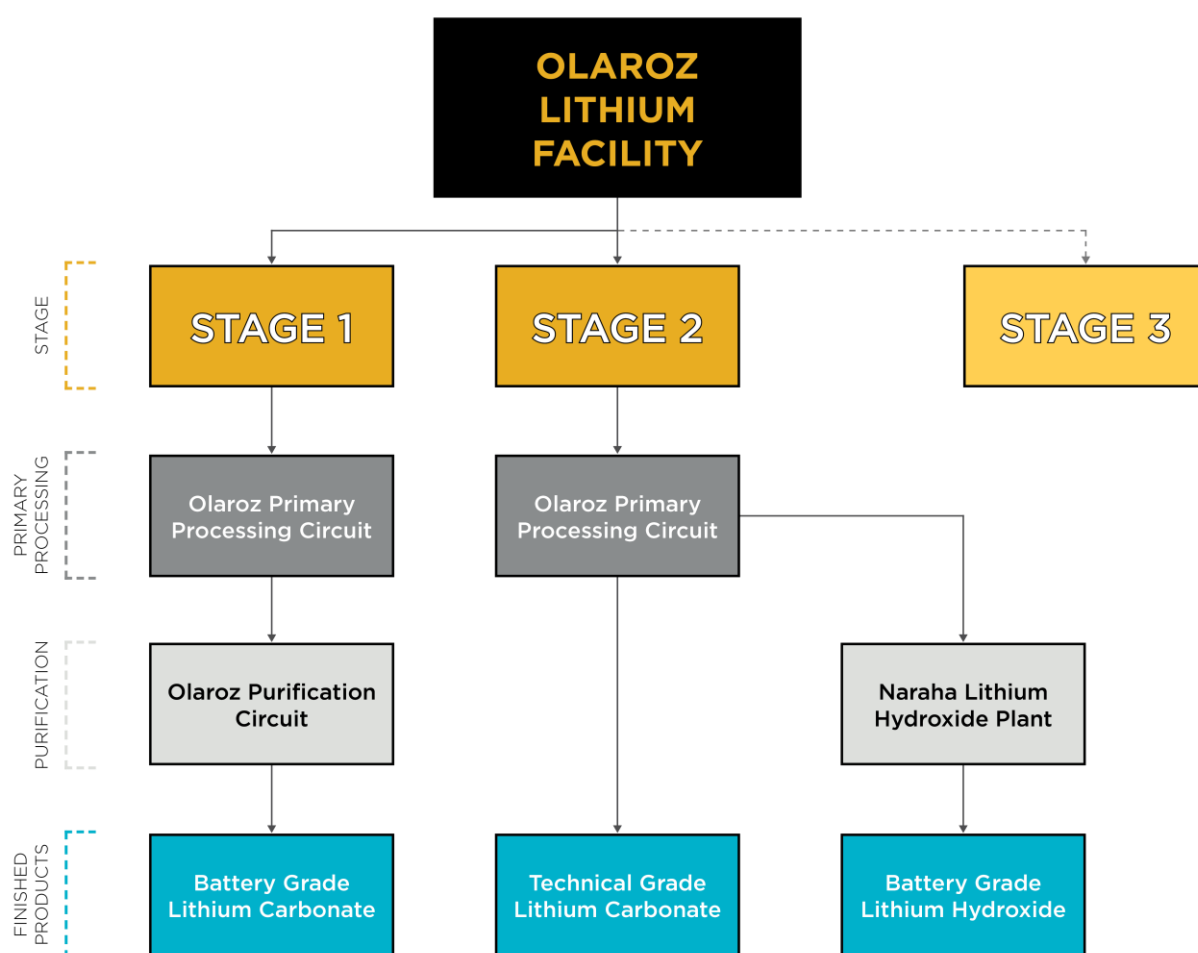 OLAROZ
LITHIUM
FACILITY
STAGE
STAGE 1
STAGE 2
STAGE 3
PRIMARY
PROCESSING
Olaroz Primary
Processing Circuit
Olaroz Primary
Processing Circuit
PURIFICATION
Olaroz Purification
Circuit
Naraha Lithium
Hydroxide Plant
FINISHED
PRODUCTS
Battery Grade
Lithium Carbonate
Technical Grade
Lithium Carbonate
Battery Grade
Lithium Hydroxide